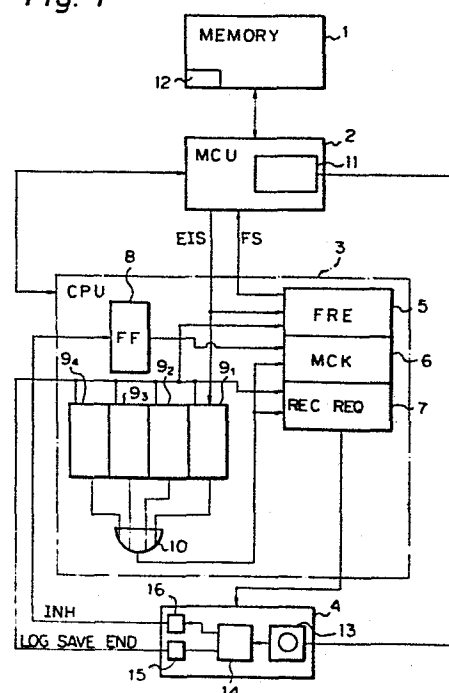 Fig. 1
MEMORY
1
12
2
MCU
11
EIS
FS
3
8
CPU
FF
FRE
5
MCK
6
REC REQ
7
9₄
9₃
9₂
9₁
10
16
4
13
INH
LOG SAVE END
15
14